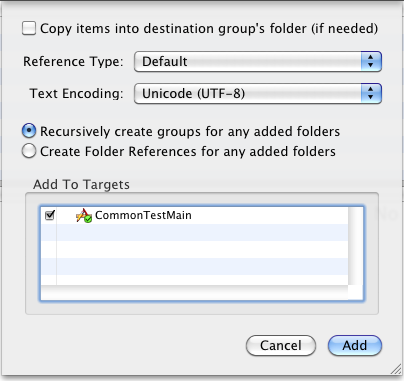 Copy items into destination group's folder (if needed)
Reference Type: Default
Text Encoding: Unicode (UTF-8)
Recursively create groups for any added folders
Create Folder References for any added folders
Add To Targets
CommonTestMain
Cancel Add